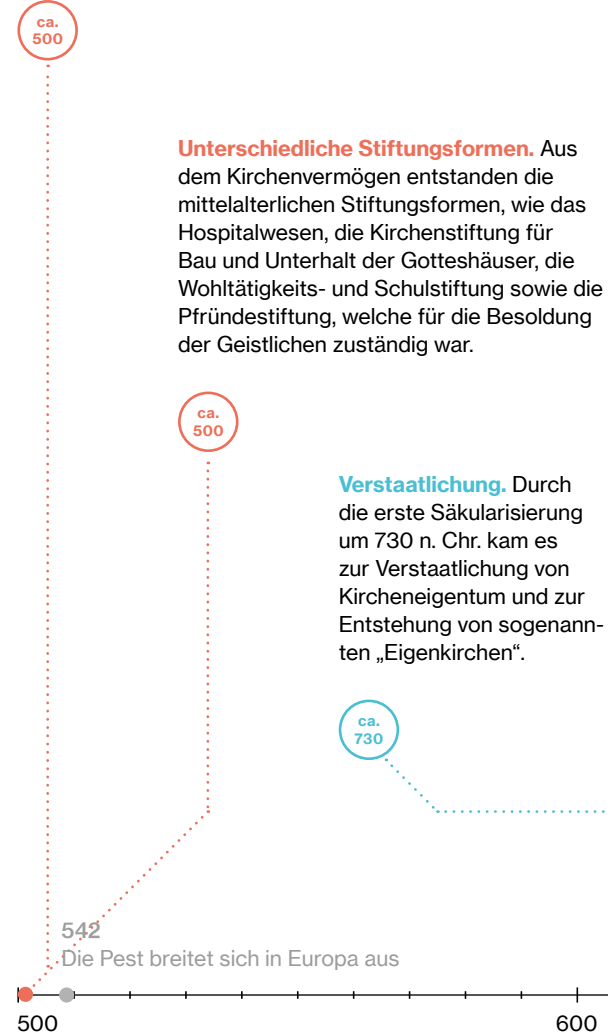 ca.
500
Unterschiedliche Stiftungsformen. Aus
dem Kirchenvermögen entstanden die
mittelalterlichen Stiftungsformen, wie das
Hospitalwesen, die Kirchenstiftung für
Bau und Unterhalt der Gotteshäuser, die
Wohltätigkeits- und Schulstiftung sowie die
Pfründestiftung, welche für die Besoldung
der Geistlichen zuständig war.
ca.
500
Verstaatlichung. Durch
die erste Säkularisierung
um 730 n. Chr. kam es
zur Verstaatlichung von
Kircheneigentum und zur
Entstehung von sogenann-
ten „Eigenkirchen“.
ca.
730
542
Die Pest breitet sich in Europa aus
500
600